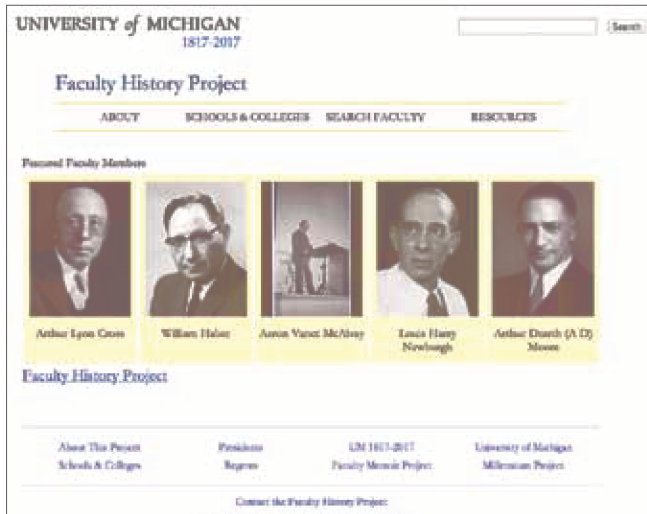 UNIVERSITY of MICHIGAN
1817-2017
Search
Faculty History Project
ABOUT SCHOOLS & COLLEGES SEARCH FACULTY RESOURCES
Featured Faculty Members
Arthur Lyon Cross William Haber Aaron Vance McAlvay Louis Harry Arthur Dearth (A D)
Newburgh Moore
Faculty History Project
About This Project Presidents UM 1817-2017 University of Michigan
Schools & Colleges Regents Faculty Memoir Project Millennium Project
Contact the Faculty History Project